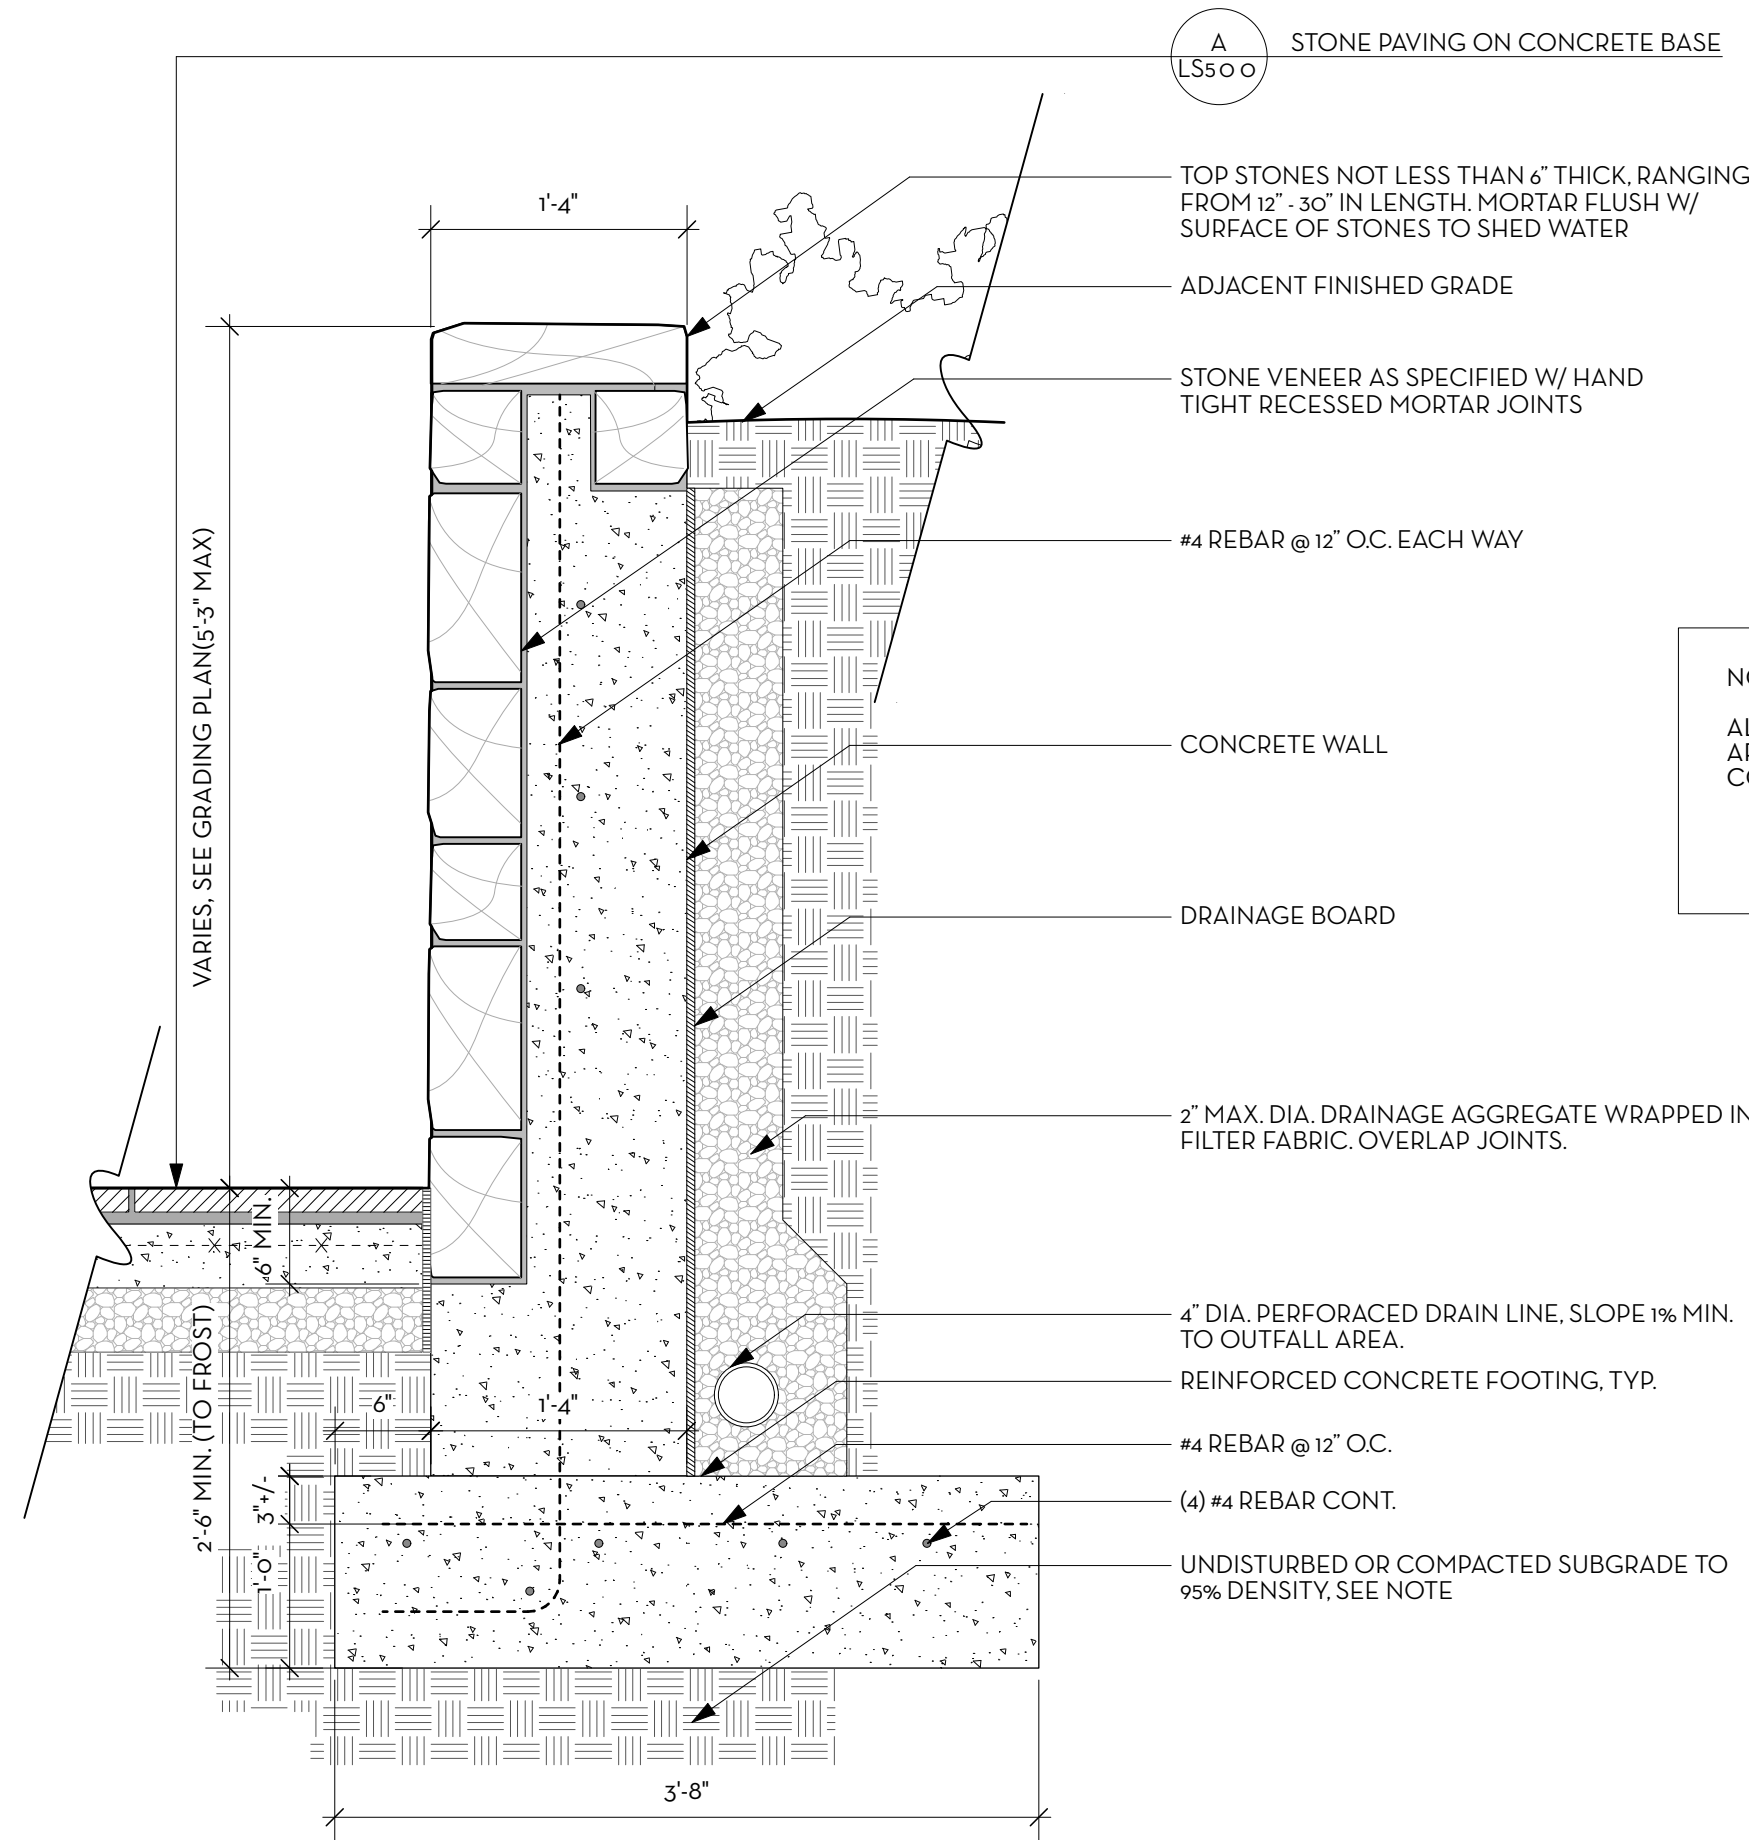 A
LS500
STONE PAVING ON CONCRETE BASE
TOP STONES NOT LESS THAN 6" THICK, RANGING
FROM 12" - 30" IN LENGTH. MORTAR FLUSH W/
SURFACE OF STONES TO SHED WATER
1'-4"
ADJACENT FINISHED GRADE
STONE VENEER AS SPECIFIED W/ HAND
TIGHT RECESSED MORTAR JOINTS
#4 REBAR @ 12" O.C. EACH WAY
VARIES, SEE GRADING PLAN(5'-3" MAX)
CONCRETE WALL
DRAINAGE BOARD
2" MAX. DIA. DRAINAGE AGGREGATE WRAPPED IN
FILTER FABRIC. OVERLAP JOINTS.
6" MIN.
4" DIA. PERFORACED DRAIN LINE, SLOPE 1% MIN.
TO OUTFALL AREA.
REINFORCED CONCRETE FOOTING, TYP.
6"
1'-4"
2'-6" MIN. (TO FROST)
#4 REBAR @ 12" O.C.
3"+/-
(4) #4 REBAR CONT.
1'-0"
UNDISTURBED OR COMPACTED SUBGRADE TO
95% DENSITY, SEE NOTE
3'-8"